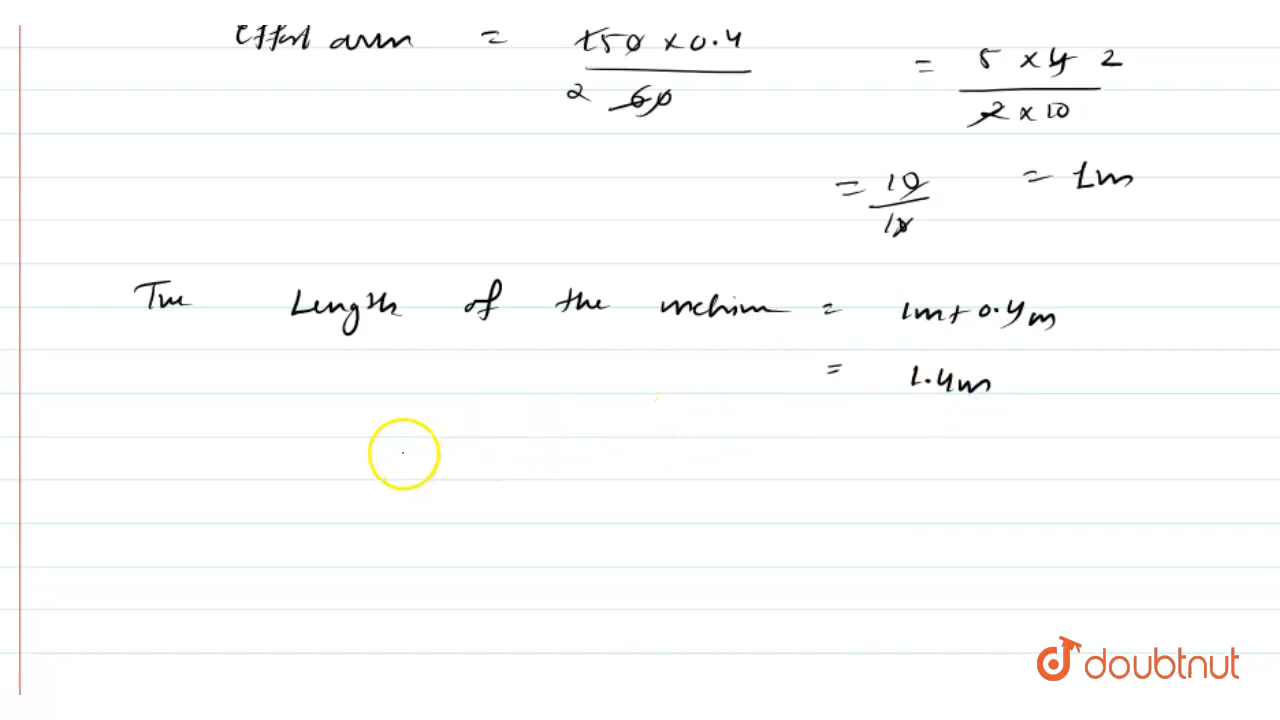 Effort arm = 150 × 0.4 / 2 60 = 5 × 4 2 / 2 × 10
= 10 / 10 = 1m
The Length of the mchine = 1m + 0.4m
= 1.4m
doubtnut